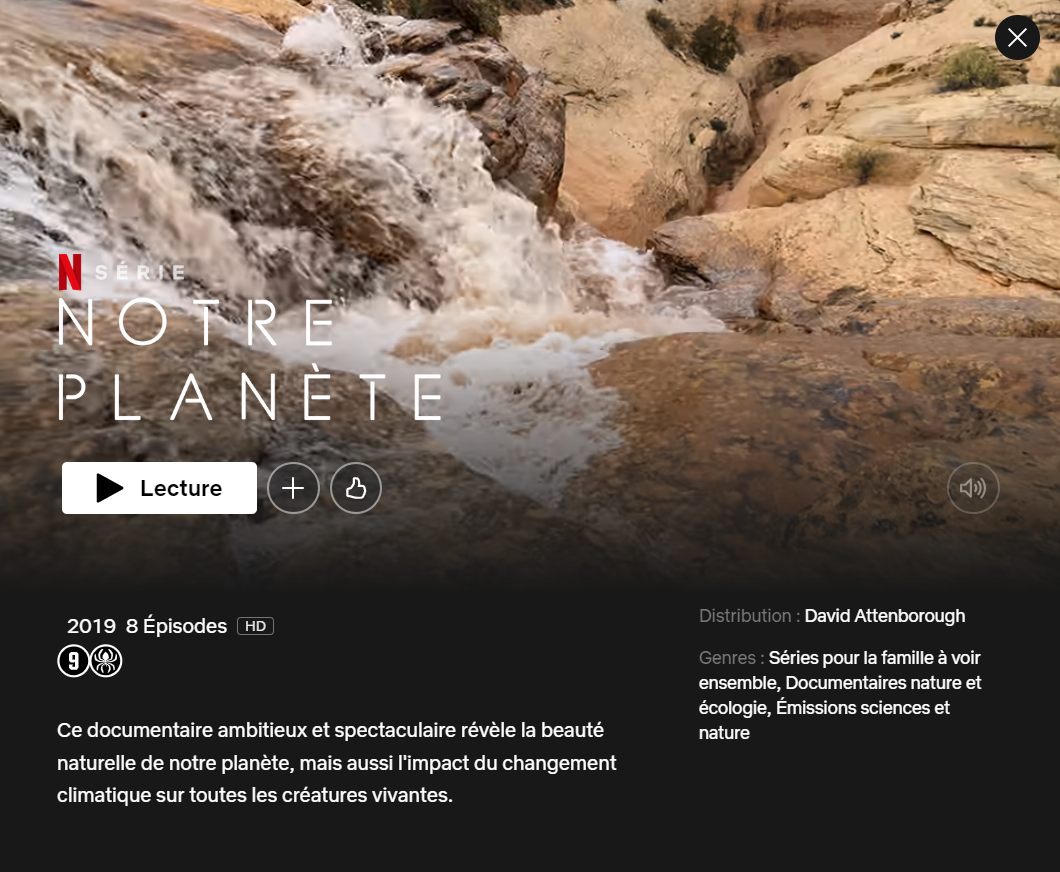 N SÉRIE
NOTRE
PLANÈTE
Lecture
2019 8 Épisodes HD
9
Ce documentaire ambitieux et spectaculaire révèle la beauté
naturelle de notre planète, mais aussi l'impact du changement
climatique sur toutes les créatures vivantes.
Distribution : David Attenborough
Genres : Séries pour la famille à voir
ensemble, Documentaires nature et
écologie, Émissions sciences et
nature